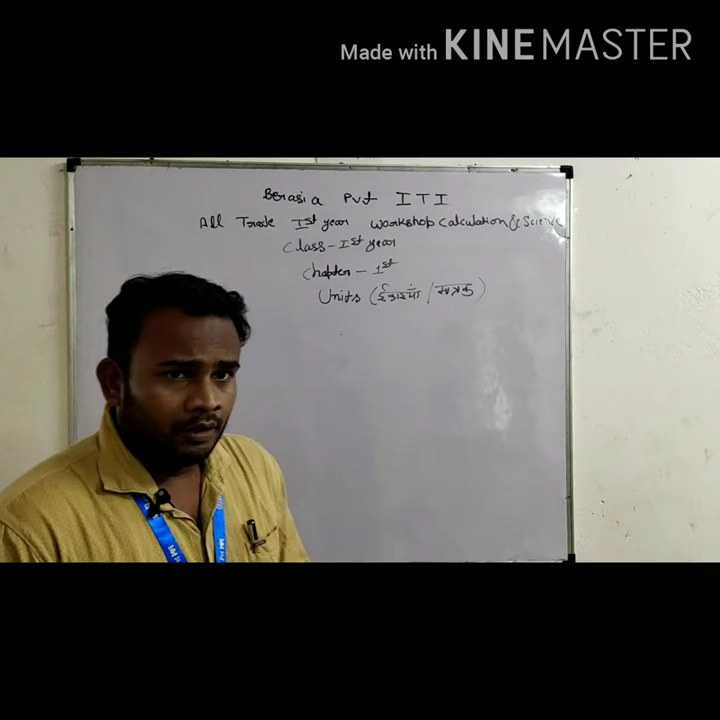 Made with KINEMASTER
Berasia Pvt ITI
All Trade Ist year Workshop Calculation & Science
Class - Ist year
Chapter - 1st
Units (ईकाइयाँ / मात्रक)